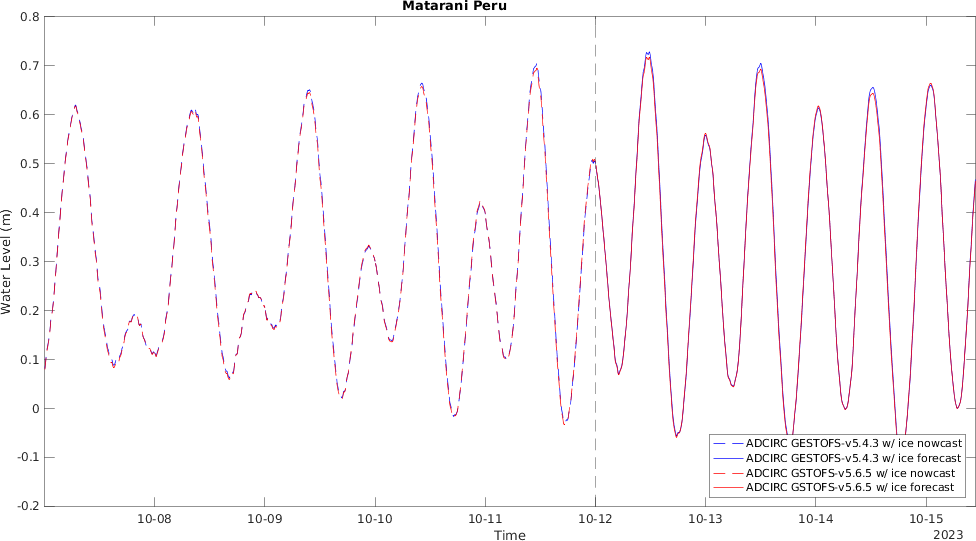 Matarani Peru
0.8
0.7
0.6
0.5
0.4
0.3
0.2
0.1
0
-0.1
-0.2
Water Level (m)
10-08 10-09 10-10 10-11 10-12 10-13 10-14 10-15
Time
2023
ADCIRC GESTOFS-v5.4.3 w/ ice nowcast
ADCIRC GESTOFS-v5.4.3 w/ ice forecast
ADCIRC GSTOFS-v5.6.5 w/ ice nowcast
ADCIRC GSTOFS-v5.6.5 w/ ice forecast